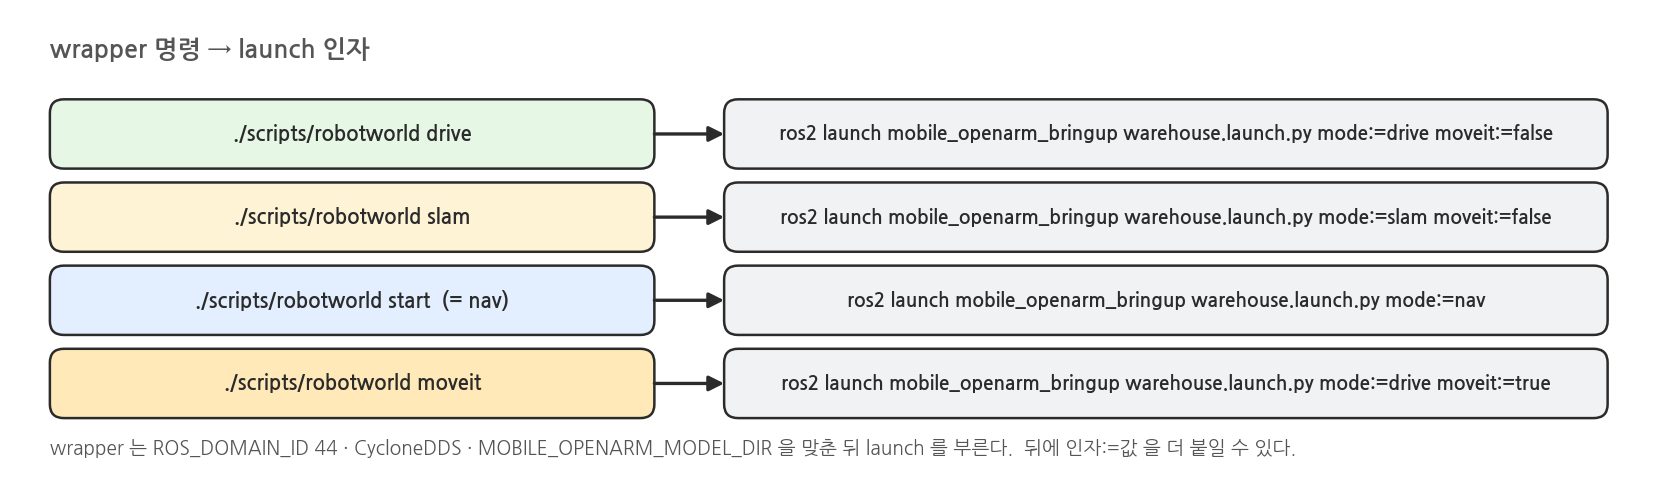 wrapper 명령 → launch 인자
./scripts/robotworld drive
ros2 launch mobile_openarm_bringup warehouse.launch.py mode:=drive moveit:=false
./scripts/robotworld slam
ros2 launch mobile_openarm_bringup warehouse.launch.py mode:=slam moveit:=false
./scripts/robotworld start (= nav)
ros2 launch mobile_openarm_bringup warehouse.launch.py mode:=nav
./scripts/robotworld moveit
ros2 launch mobile_openarm_bringup warehouse.launch.py mode:=drive moveit:=true
wrapper 는 ROS_DOMAIN_ID 44 · CycloneDDS · MOBILE_OPENARM_MODEL_DIR 을 맞춘 뒤 launch 를 부른다. 뒤에 인자:=값 을 더 붙일 수 있다.